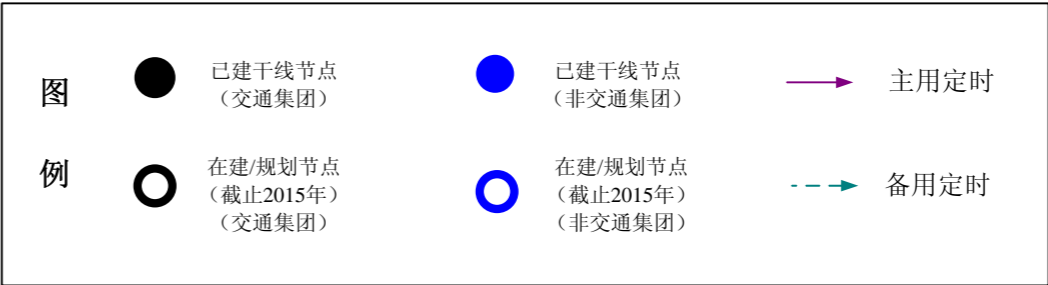 图
例
已建干线节点
（交通集团）
已建干线节点
（非交通集团）
主用定时
在建/规划节点
（截止2015年）
（交通集团）
在建/规划节点
（截止2015年）
（非交通集团）
备用定时